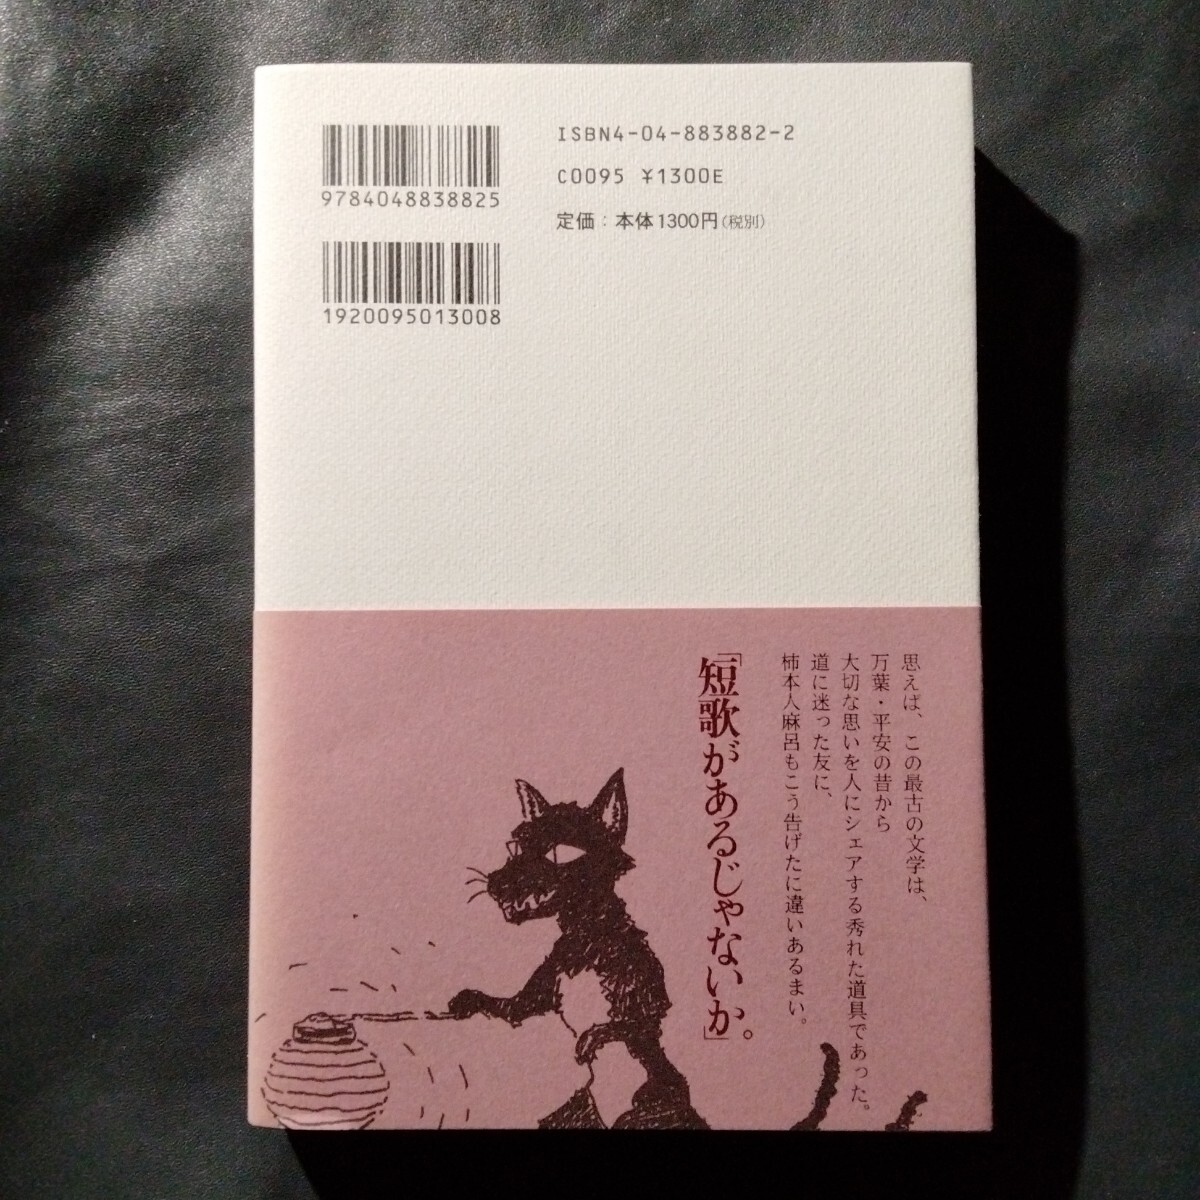 ISBN4-04-883882-2
C0095 ¥1300E
定価：本体1300円（税別）
9784048838825
1920095013008
思えば、この最古の文学は、
万葉・平安の昔から
大切な思いを人にシェアする秀れた道具であった。
道に迷った友に、
柿本人麻呂もこう告げたに違いあるまい。
「短歌があるじゃないか」。